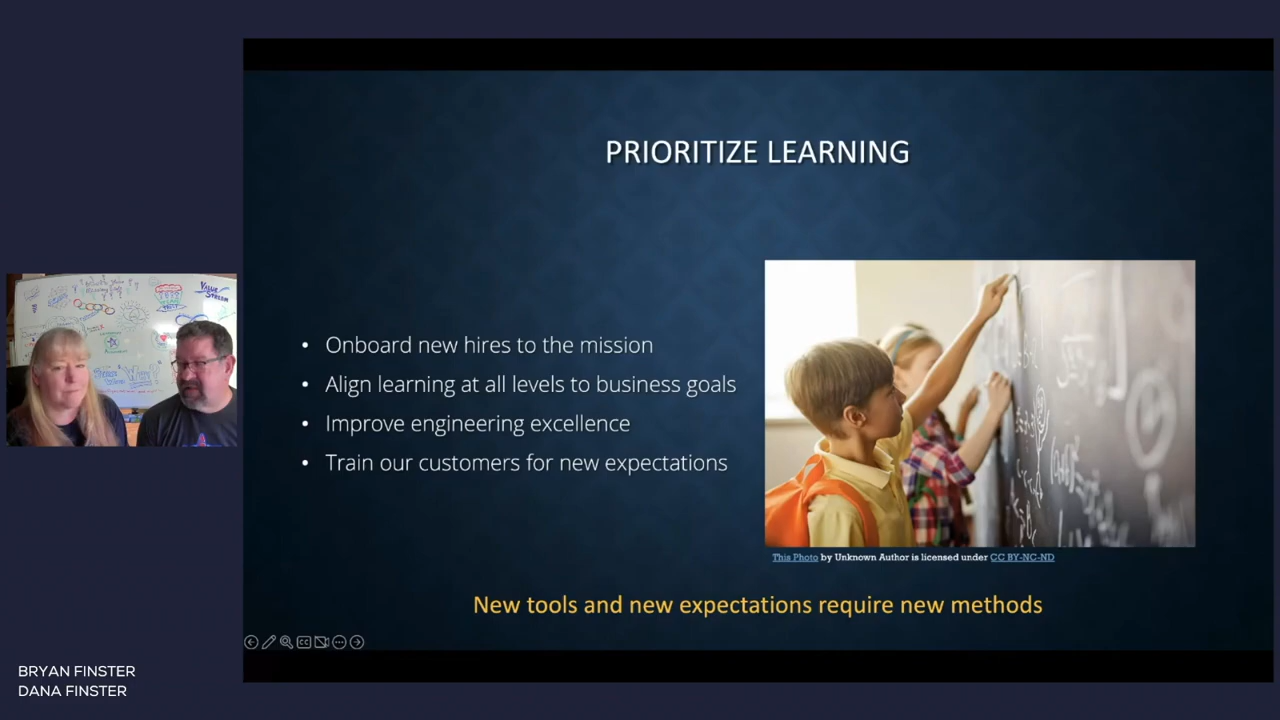 PRIORITIZE LEARNING
• Onboard new hires to the mission
• Align learning at all levels to business goals
• Improve engineering excellence
• Train our customers for new expectations
This Photo by Unknown Author is licensed under CC BY-NC-ND
New tools and new expectations require new methods
VALUE
STREAM
BRYAN FINSTER
DANA FINSTER